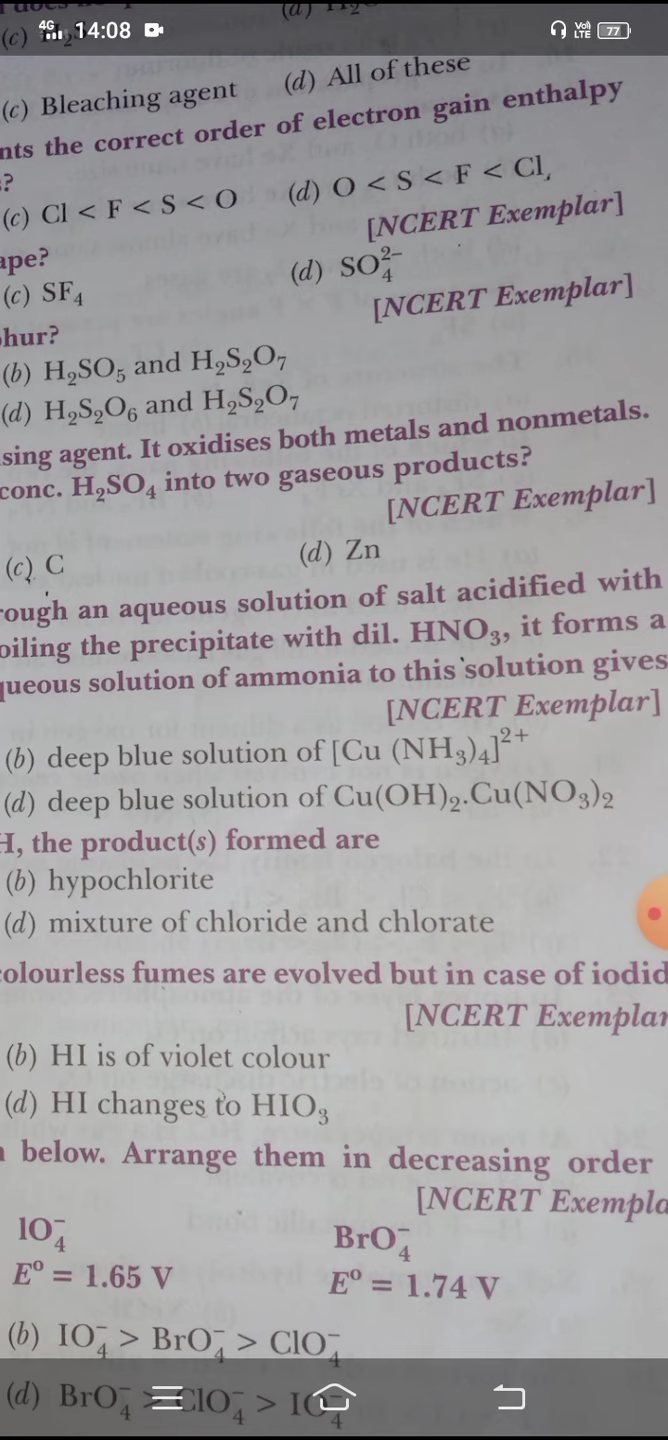 4G 14:08 Vol) LTE 77
(c) H₂S
(c) Bleaching agent (d) All of these
nts the correct order of electron gain enthalpy
?
(c) Cl < F < S < O (d) O < S < F < Cl
[NCERT Exemplar]
ape?
(c) SF₄ (d) SO₄²⁻
[NCERT Exemplar]
hur?
(b) H₂SO₅ and H₂S₂O₇
(d) H₂S₂O₆ and H₂S₂O₇
sing agent. It oxidises both metals and nonmetals.
conc. H₂SO₄ into two gaseous products?
[NCERT Exemplar]
(c) C (d) Zn
rough an aqueous solution of salt acidified with
oiling the precipitate with dil. HNO₃, it forms a
queous solution of ammonia to this solution gives
[NCERT Exemplar]
(b) deep blue solution of [Cu (NH₃)₄]²⁺
(d) deep blue solution of Cu(OH)₂.Cu(NO₃)₂
H, the product(s) formed are
(b) hypochlorite
(d) mixture of chloride and chlorate
colourless fumes are evolved but in case of iodid
[NCERT Exemplar
(b) HI is of violet colour
(d) HI changes to HIO₃
below. Arrange them in decreasing order
[NCERT Exempla
IO₄⁻ BrO₄⁻
E° = 1.65 V E° = 1.74 V
(b) IO₄⁻ > BrO₄⁻ > ClO₄⁻
(d) BrO₄⁻ > ClO₄⁻ > IO₄⁻